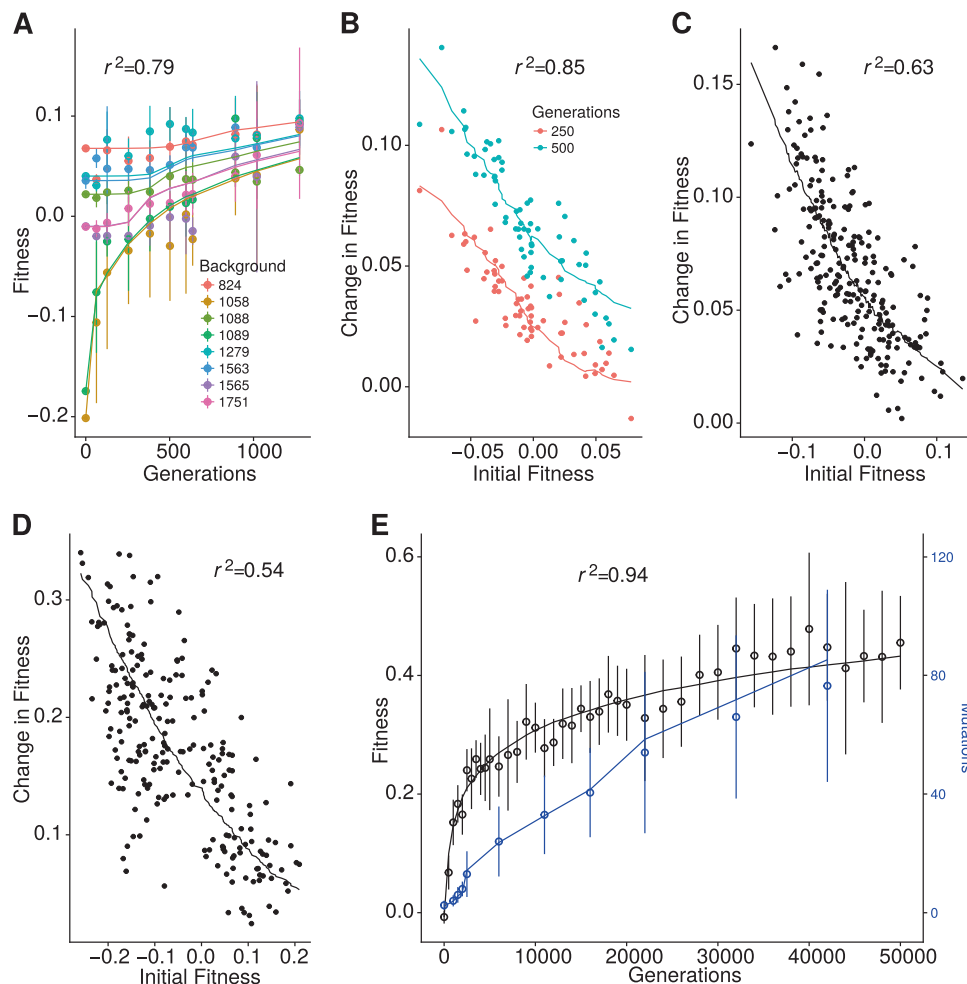 A
r²=0.79
Fitness
0.1
0.0
−0.1
−0.2
0
500
1000
Generations
Background
824
1058
1088
1089
1279
1563
1565
1751
B
r²=0.85
Generations
250
500
Change in Fitness
0.10
0.05
0.00
−0.05
0.00
0.05
Initial Fitness
C
r²=0.63
Change in Fitness
0.15
0.10
0.05
0.00
−0.1
0.0
0.1
Initial Fitness
D
r²=0.54
Change in Fitness
0.3
0.2
0.1
−0.2
−0.1
0.0
0.1
0.2
Initial Fitness
E
r²=0.94
Fitness
0.6
0.4
0.2
0.0
120
80
40
0
Mutations
0
10000
20000
30000
40000
50000
Generations